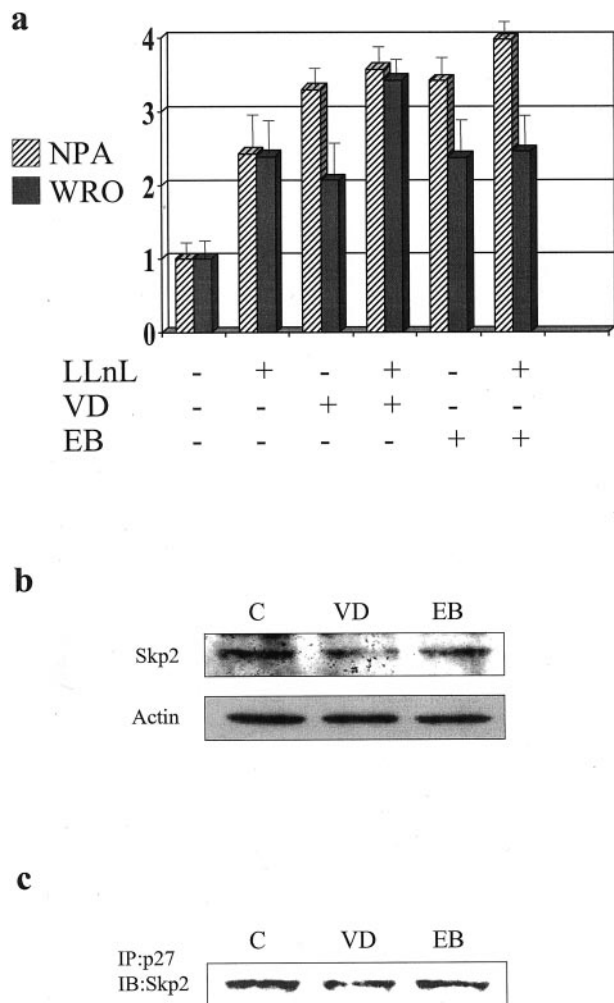 a
4
3
2
1
0
NPA
WRO
LLnL - + - + - +
VD - - + + - -
EB - - - - + +
b
C VD EB
Skp2
Actin
c
C VD EB
IP:p27
IB:Skp2